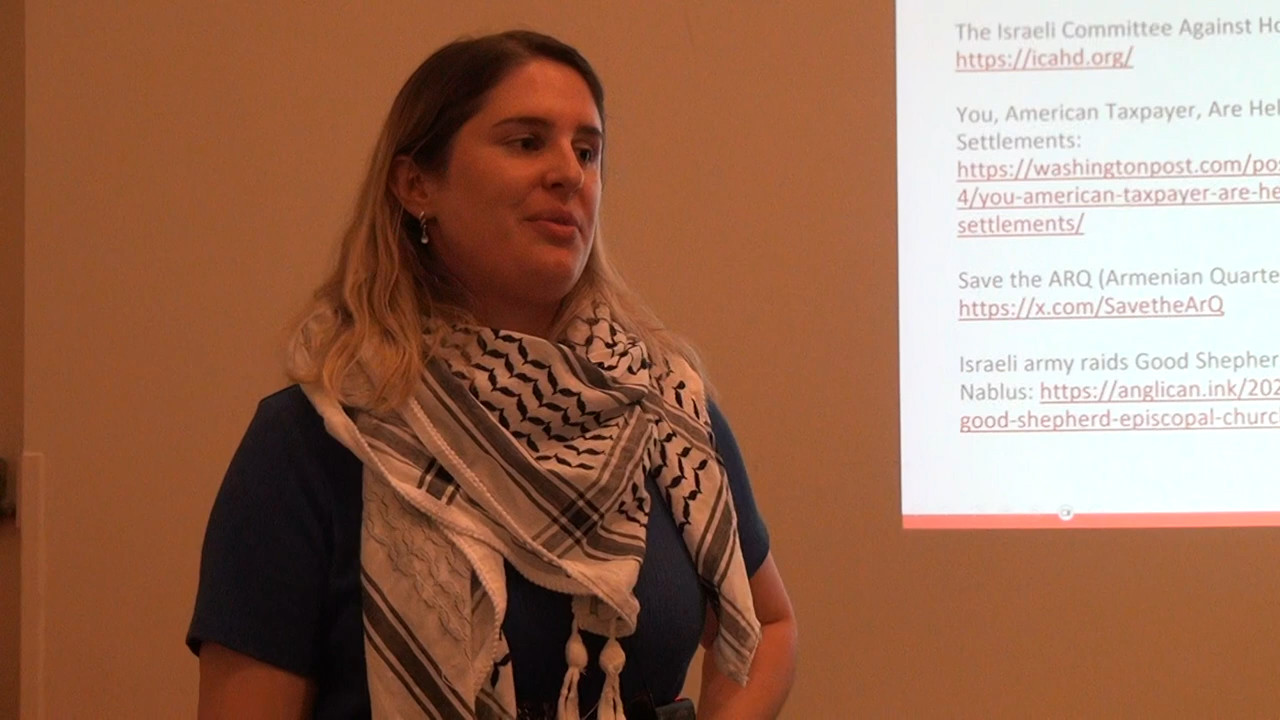 The Israeli Committee Against Ho
https://icahd.org/
You, American Taxpayer, Are Hel
Settlements:
https://washingtonpost.com/po
4/you-american-taxpayer-are-he
settlements/
Save the ARQ (Armenian Quarte
https://x.com/SavetheArQ
Israeli army raids Good Shepher
Nablus: https://anglican.ink/202
good-shepherd-episcopal-churc